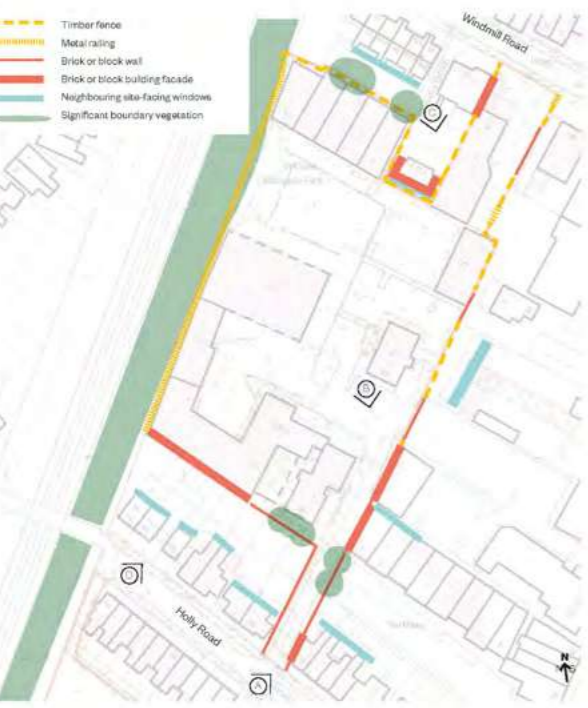 Timber fence
Metal railing
Brick or block wall
Brick or block building facade
Neighbouring site-facing windows
Significant boundary vegetation
Windmill Road
C
B
D
Holly Road
A
N